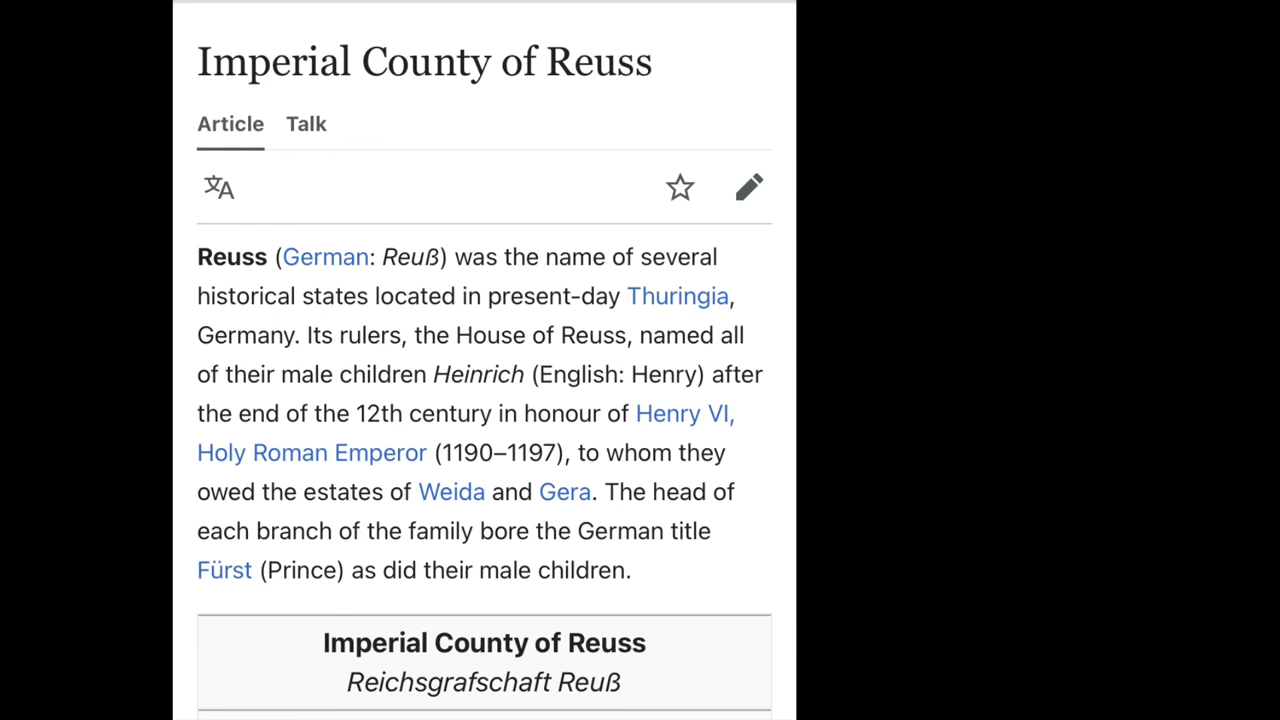 Imperial County of Reuss
Article Talk
文A
Reuss (German: Reuß) was the name of several
historical states located in present-day Thuringia,
Germany. Its rulers, the House of Reuss, named all
of their male children Heinrich (English: Henry) after
the end of the 12th century in honour of Henry VI,
Holy Roman Emperor (1190–1197), to whom they
owed the estates of Weida and Gera. The head of
each branch of the family bore the German title
Fürst (Prince) as did their male children.
Imperial County of Reuss
Reichsgrafschaft Reuß